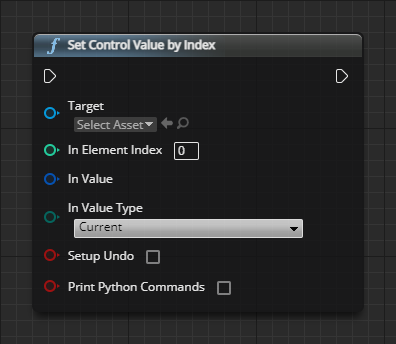 Set Control Value by Index
Target
Select Asset
In Element Index 0
In Value
In Value Type
Current
Setup Undo
Print Python Commands